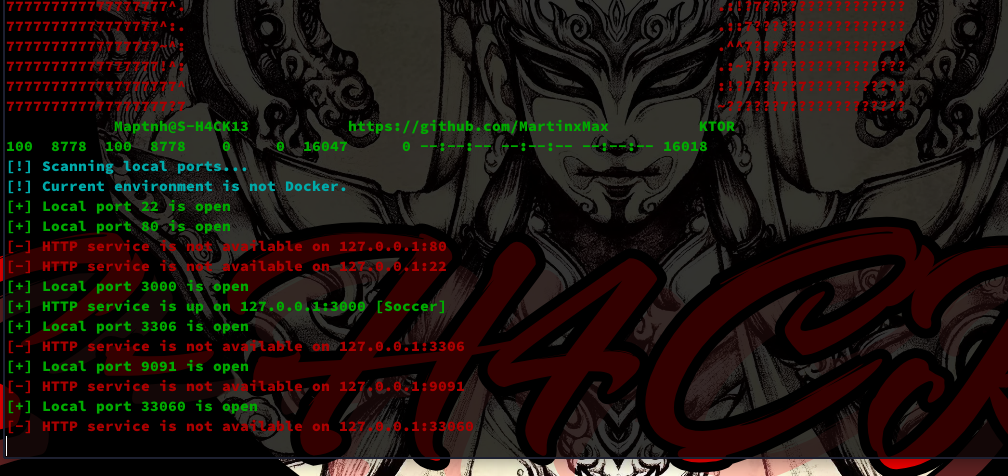 7777777777777777777^. .:???????????????????
77777777777777777^:. .::??????????????????
77777777777777777~^: .^^??????????????????
77777777777777777!^: .:~??????????????????
7777777777777777777^ :!???????????????????
77777777777777777777 ~????????????????????
Maptnh@S-H4CK13 https://github.com/MartinxMax KTOR
100 8778 100 8778 0 0 16047 0 --:--:-- --:--:-- --:--:-- 16018
[!] Scanning local ports...
[!] Current environment is not Docker.
[+] Local port 22 is open
[+] Local port 80 is open
[-] HTTP service is not available on 127.0.0.1:80
[-] HTTP service is not available on 127.0.0.1:22
[+] Local port 3000 is open
[+] HTTP service is up on 127.0.0.1:3000 [Soccer]
[+] Local port 3306 is open
[-] HTTP service is not available on 127.0.0.1:3306
[+] Local port 9091 is open
[-] HTTP service is not available on 127.0.0.1:9091
[+] Local port 33060 is open
[-] HTTP service is not available on 127.0.0.1:33060